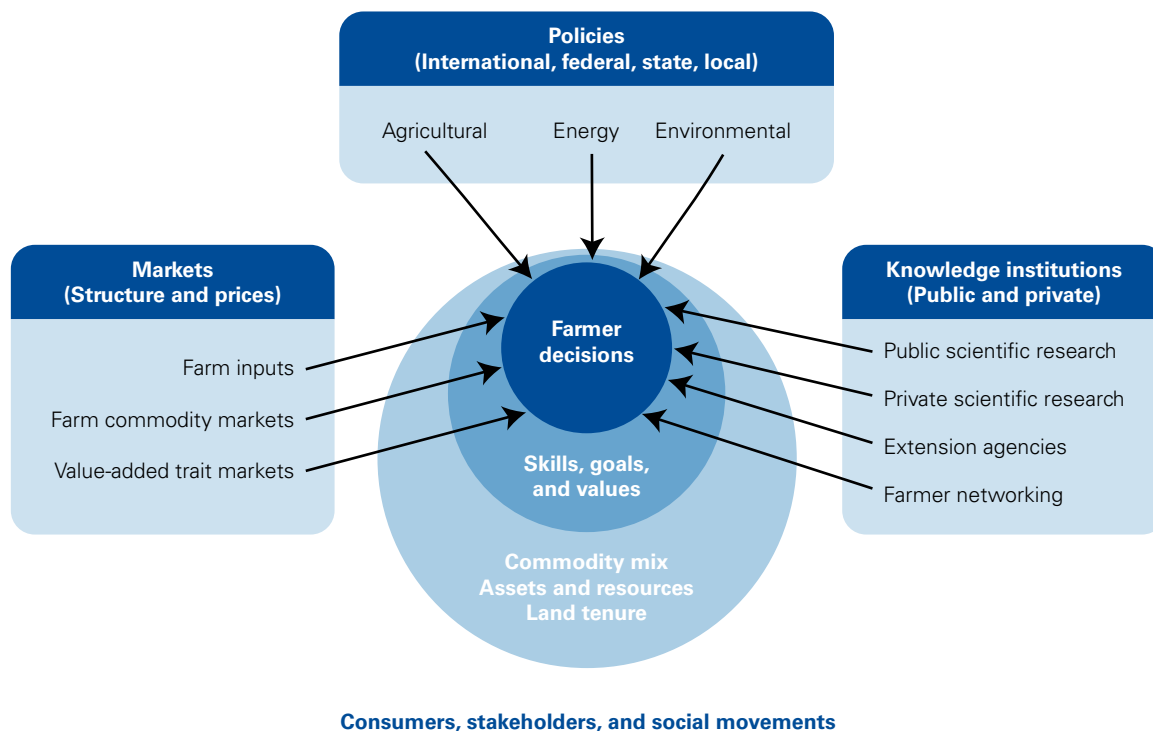 Policies
(International, federal, state, local)
Agricultural
Energy
Environmental
Markets
(Structure and prices)
Farm inputs
Farm commodity markets
Value-added trait markets
Farmer
decisions
Skills, goals,
and values
Commodity mix
Assets and resources
Land tenure
Knowledge institutions
(Public and private)
Public scientific research
Private scientific research
Extension agencies
Farmer networking
Consumers, stakeholders, and social movements